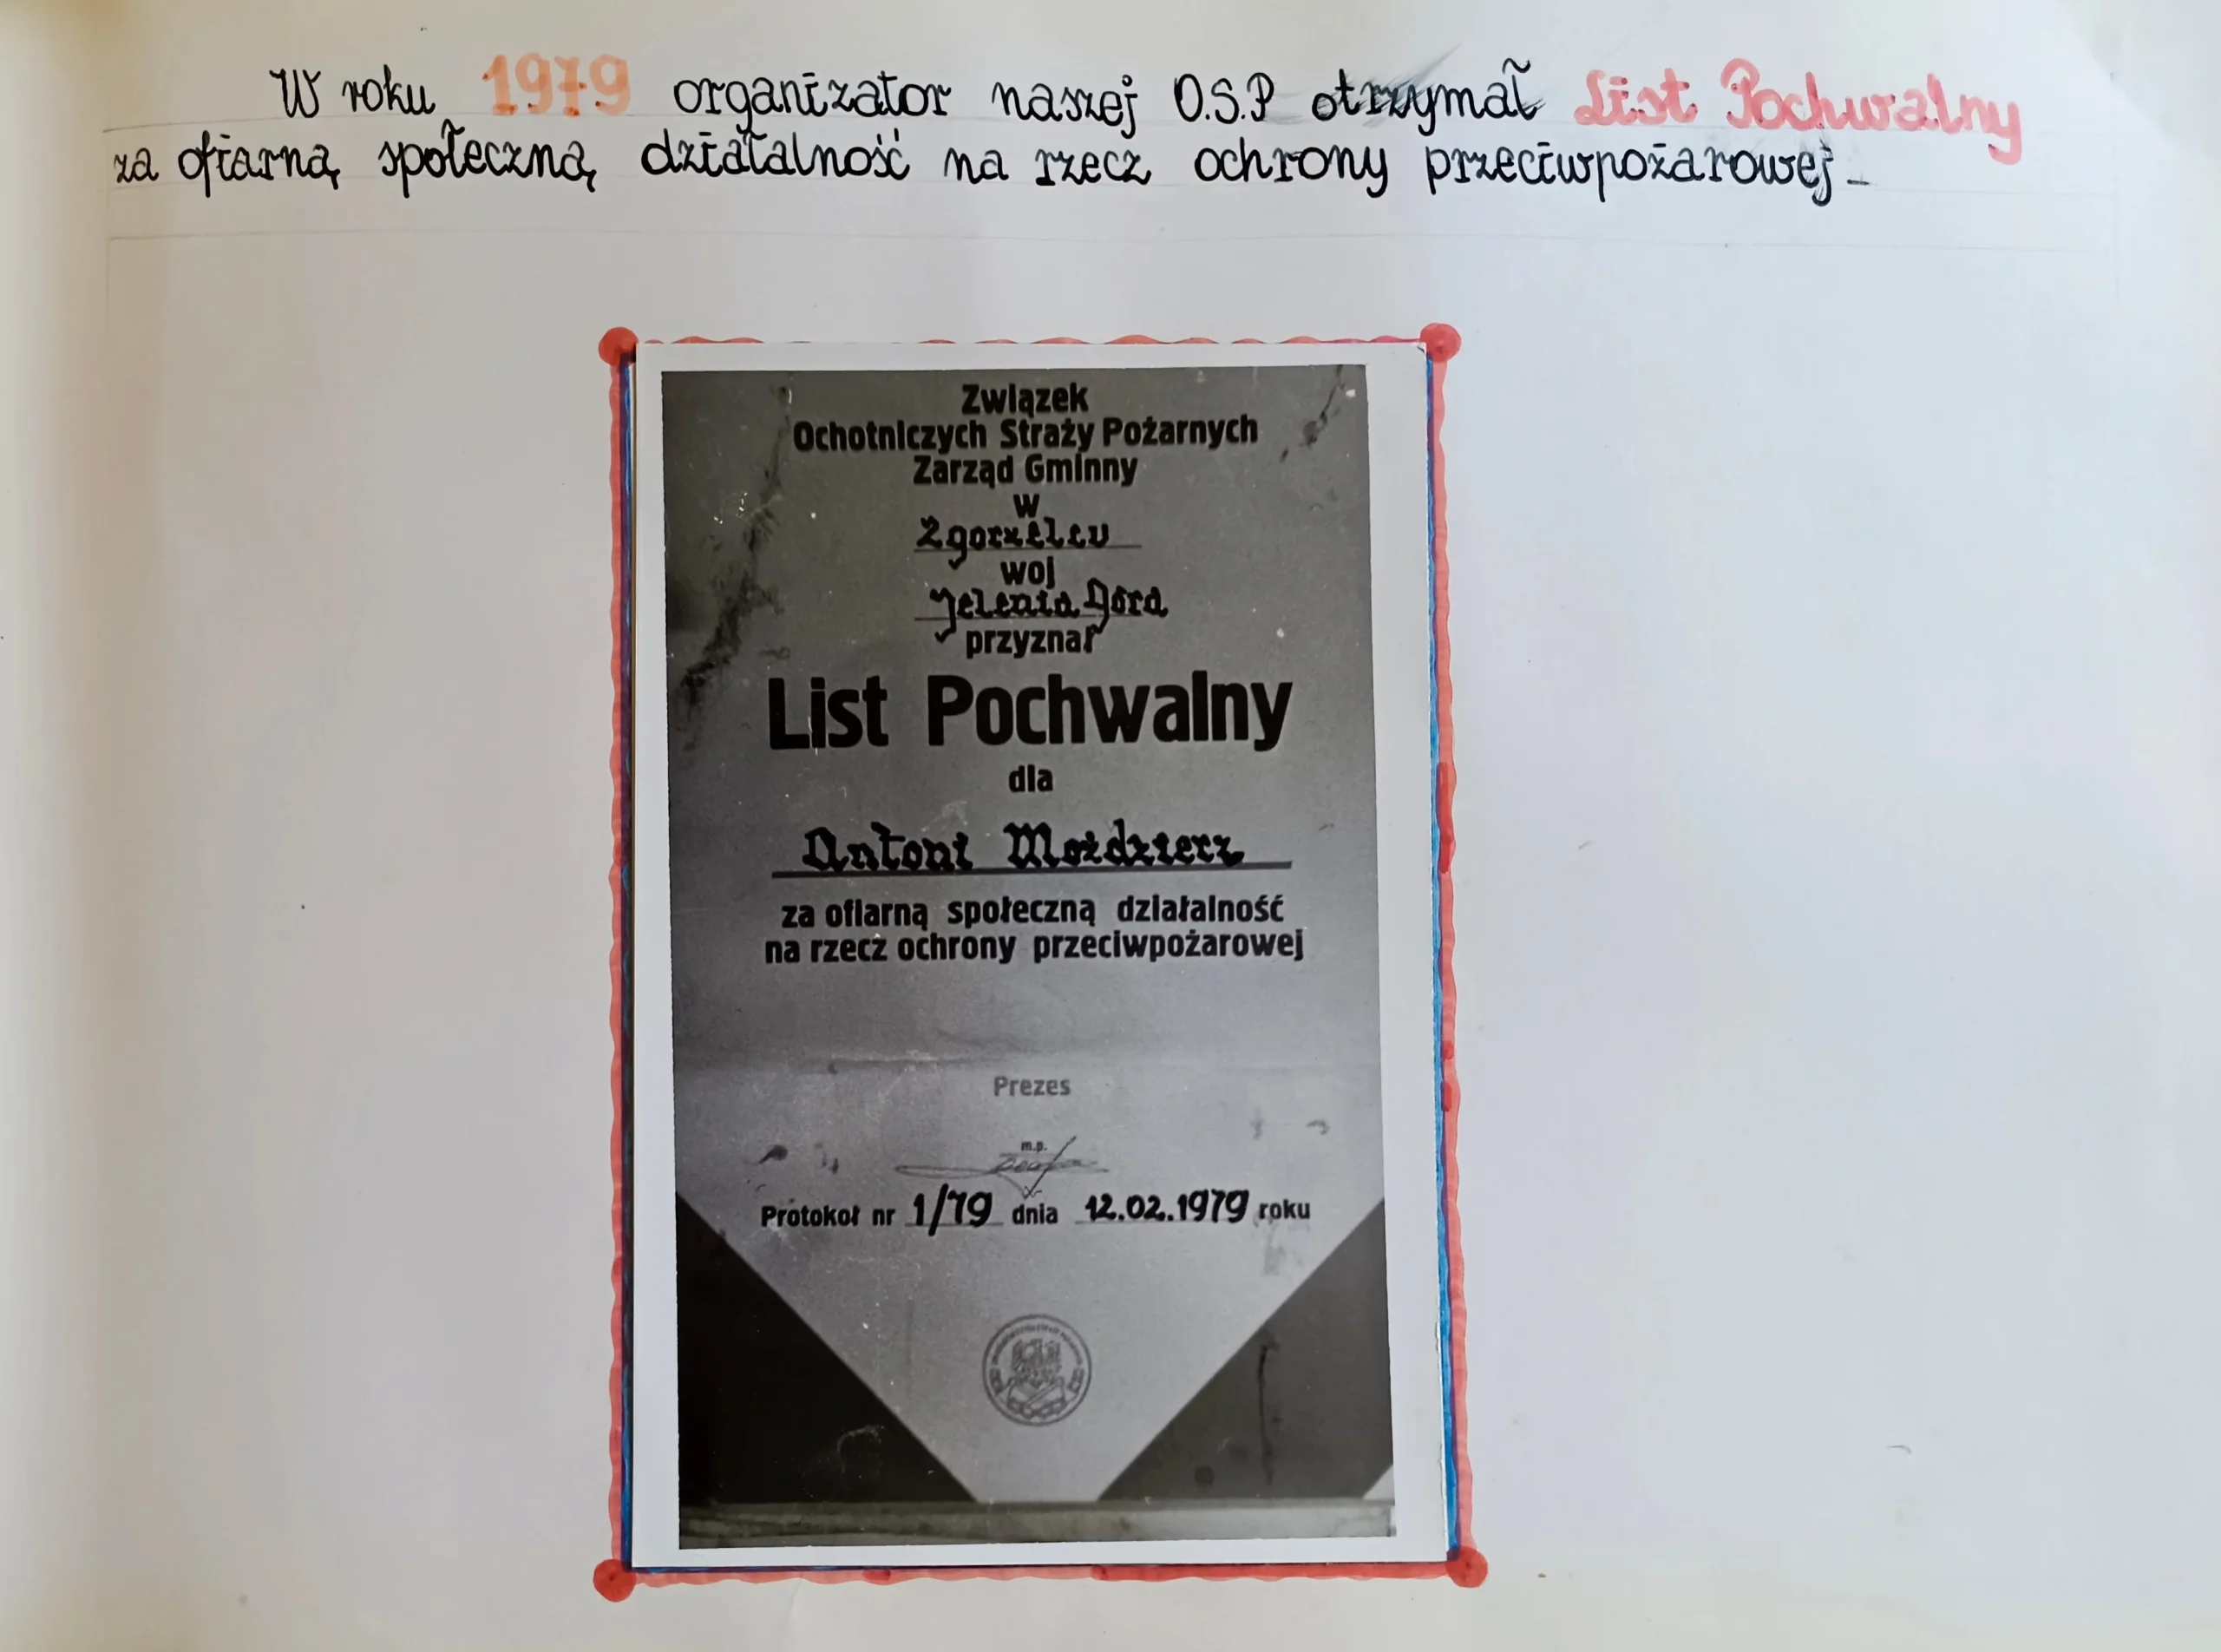 W roku 1979 organizator naszej O.S.P otrzymał List Pochwalny
za ofiarną społeczną działalność na rzecz ochrony przeciwpożarowej.
Związek
Ochotniczych Straży Pożarnych
Zarząd Gminny
w
Zgorzelcu
woj
Jelenia Góra
przyznał
List Pochwalny
dla
Antoni Moździerz
za ofiarną społeczną działalność
na rzecz ochrony przeciwpożarowej
Prezes
m.p.
Protokół nr 1/79 dnia 12.02.1979 roku